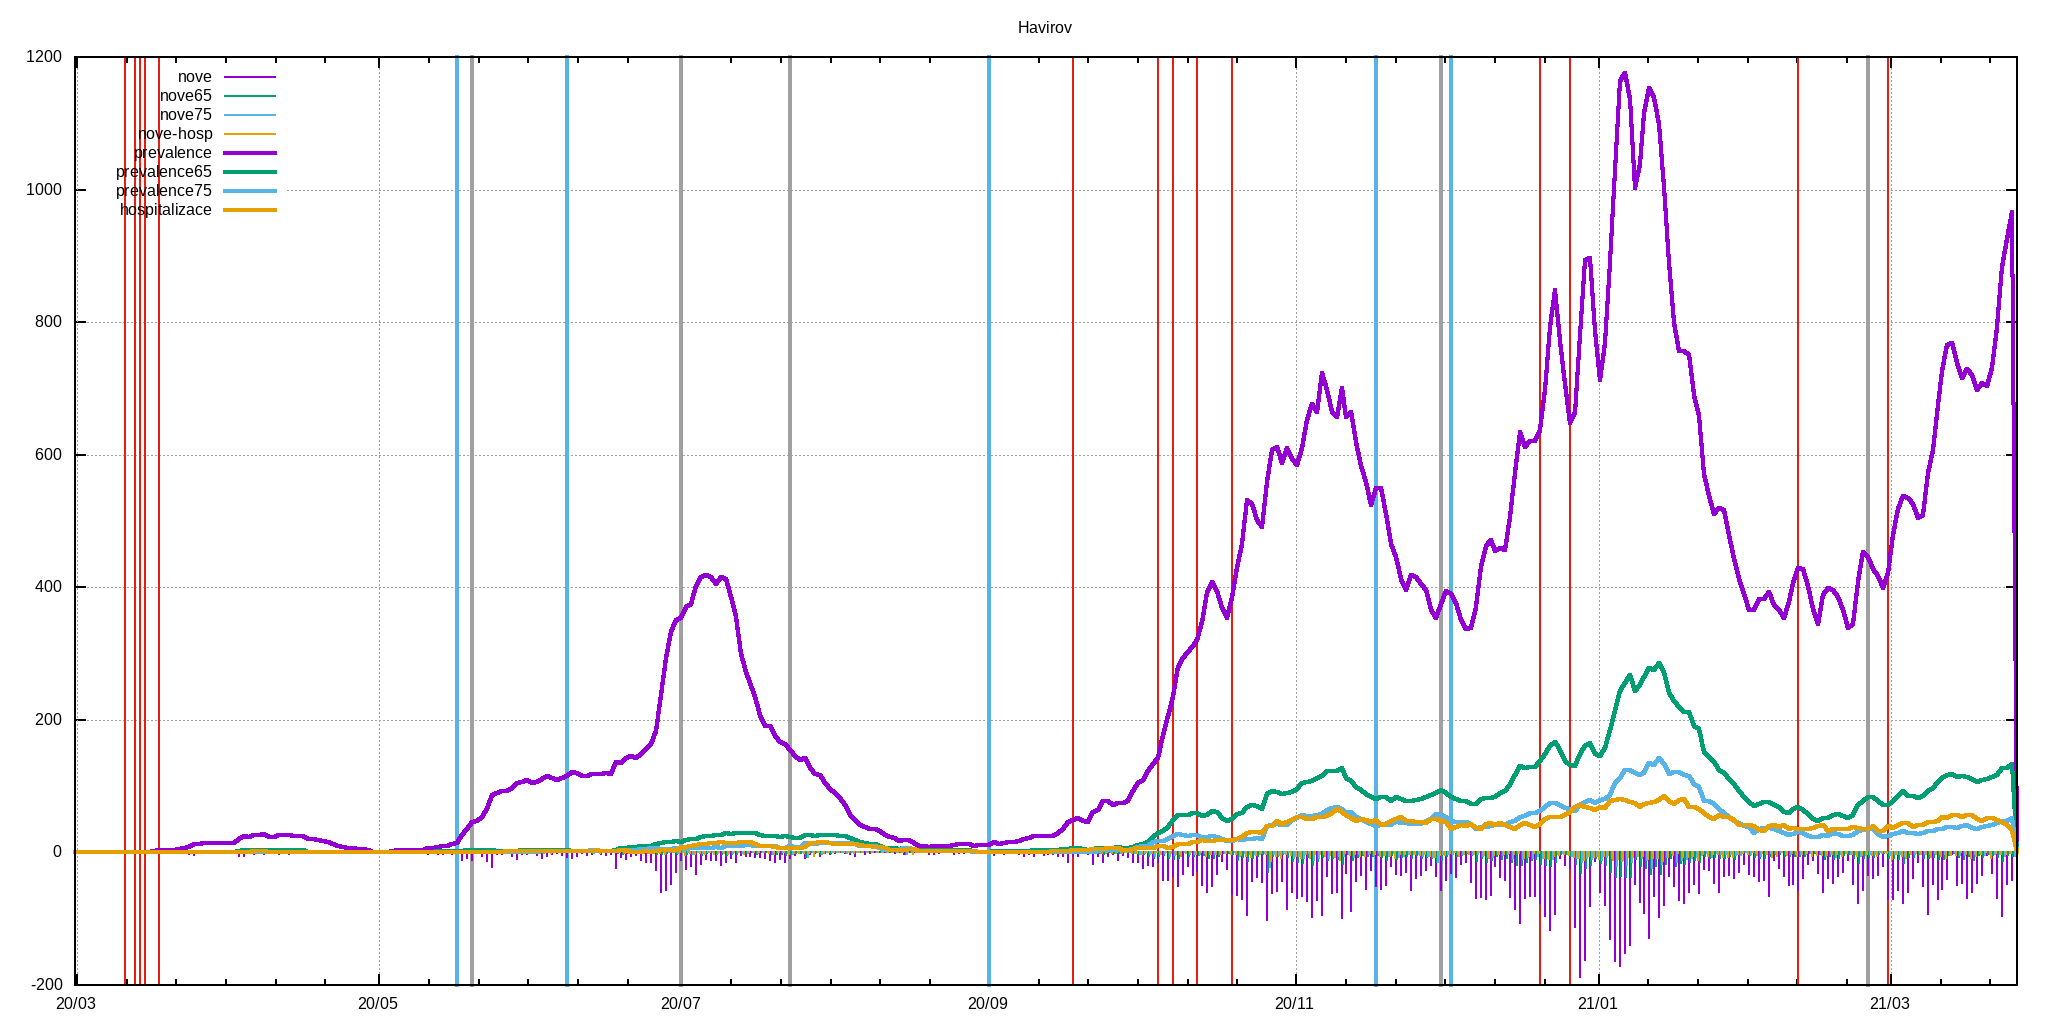 Havirov
1200
1000
800
600
400
200
0
-200
nove
nove65
nove75
nove-hosp
prevalence
prevalence65
prevalence75
hospitalizace
20/03 20/05 20/07 20/09 20/11 21/01 21/03